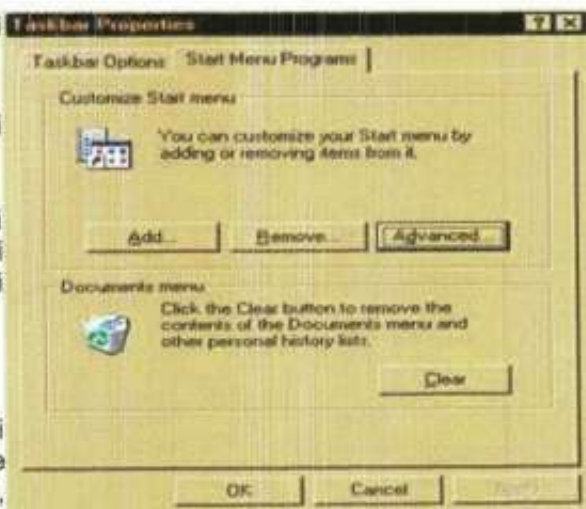 Taskbar Properties
Taskbar Options Start Menu Programs
Customize Start menu
You can customize your Start menu by
adding or removing items from it.
Add... Remove... Advanced...
Documents menu
Click the Clear button to remove the
contents of the Documents menu and
other personal history lists.
Clear
OK Cancel Apply